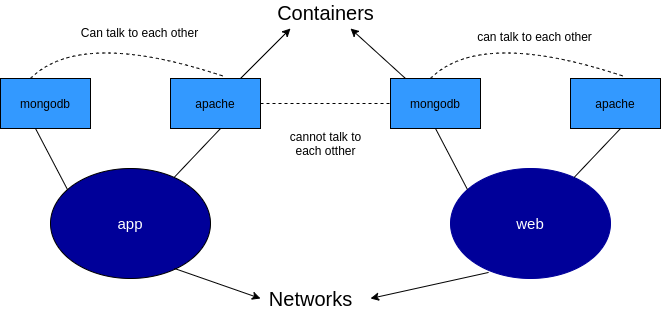 Containers
Can talk to each other
can talk to each other
mongodb
apache
mongodb
apache
cannot talk to
each otther
app
web
Networks